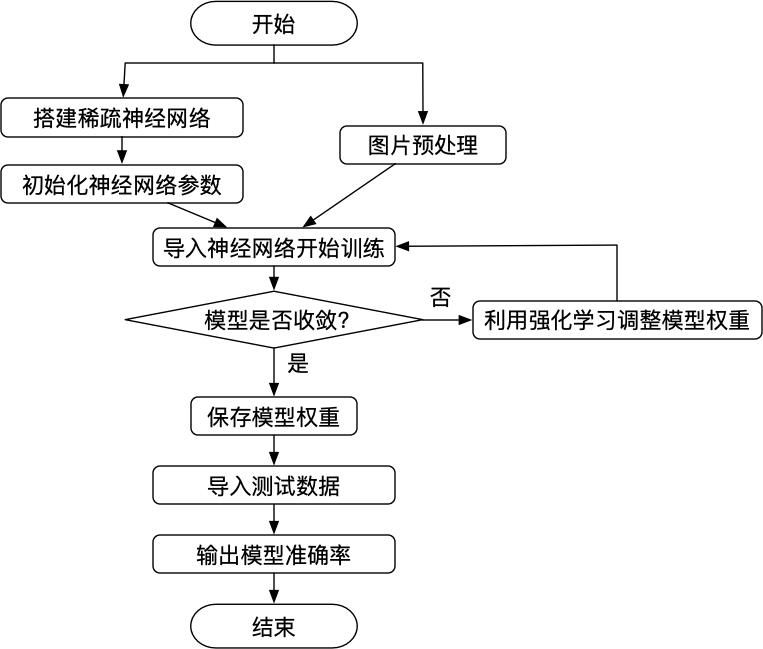 开始
搭建稀疏神经网络
图片预处理
初始化神经网络参数
导入神经网络开始训练
模型是否收敛?
否
利用强化学习调整模型权重
是
保存模型权重
导入测试数据
输出模型准确率
结束